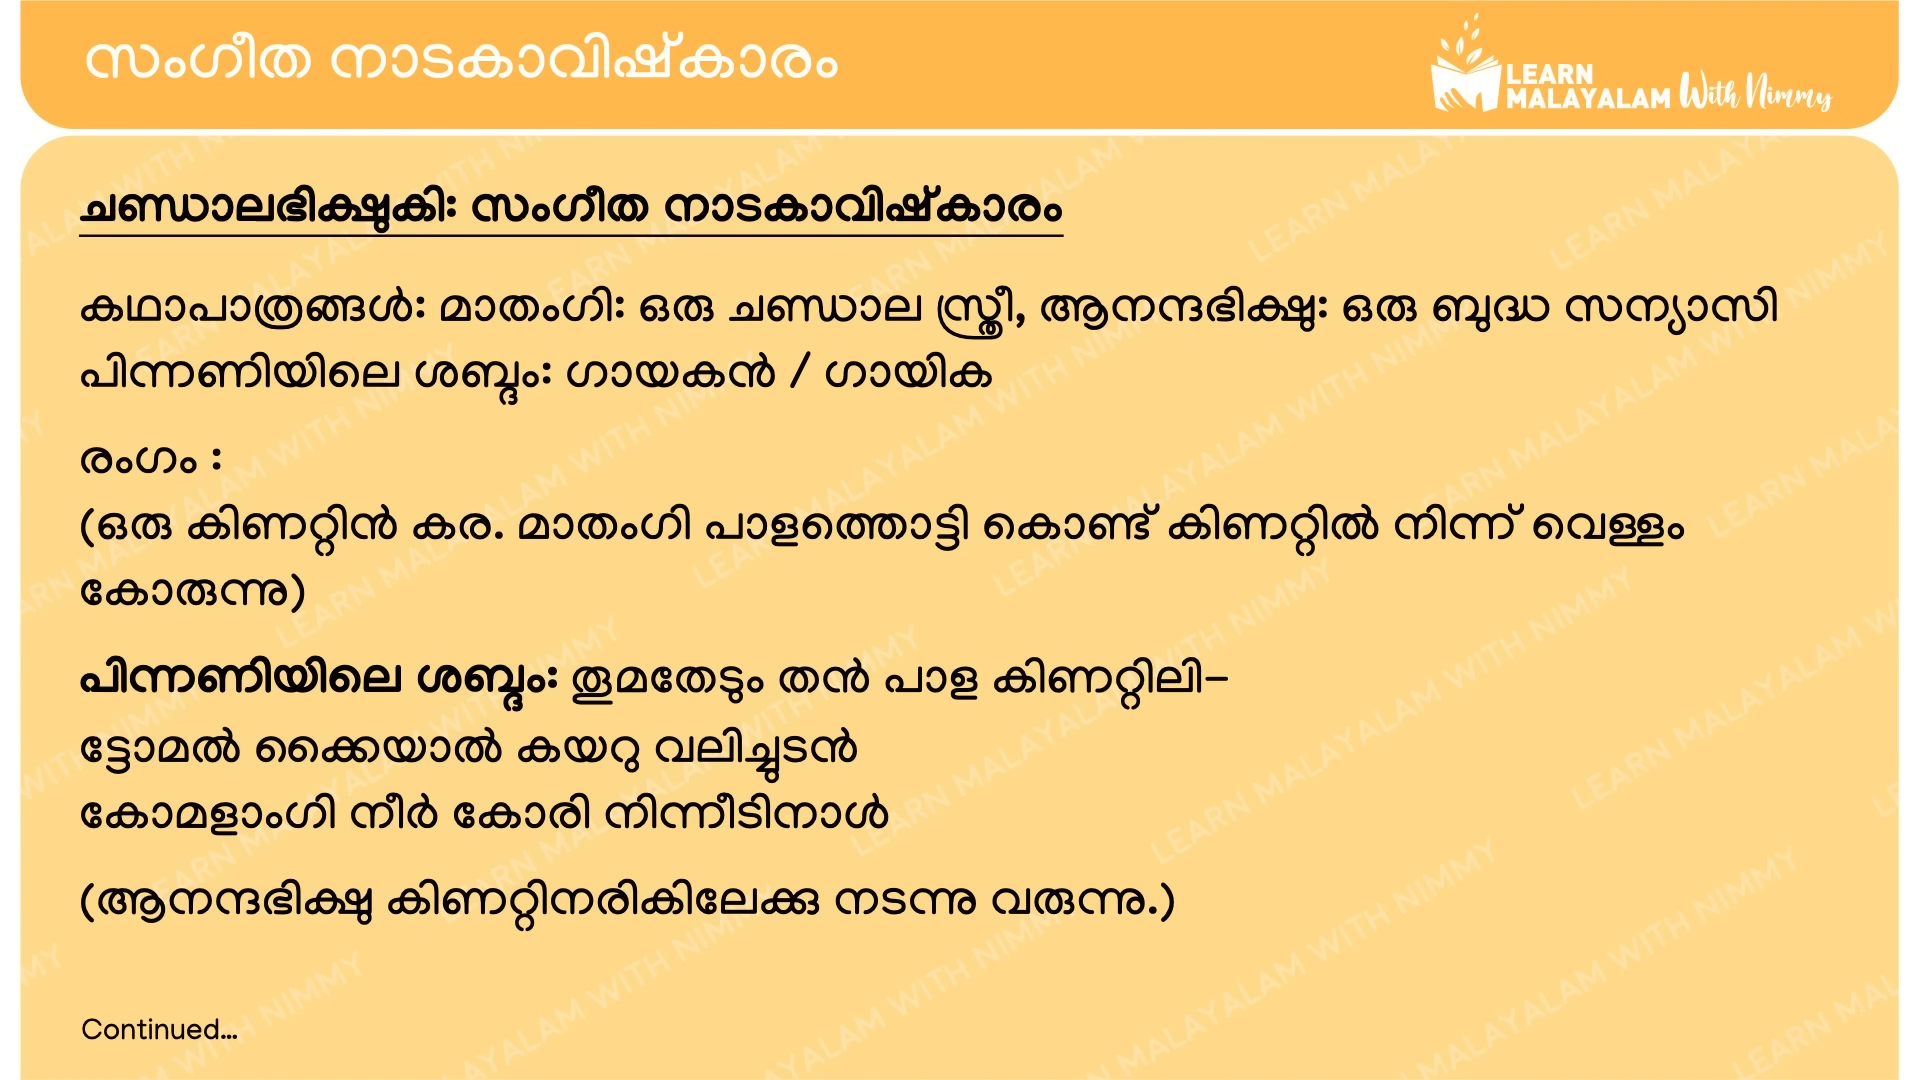 സംഗീത നാടകാവിഷ്കാരം
LEARN
MALAYALAM With Nimmy
ചണ്ഡാലഭിക്ഷുകി: സംഗീത നാടകാവിഷ്കാരം
കഥാപാത്രങ്ങൾ: മാതംഗി: ഒരു ചണ്ഡാല സ്ത്രീ, ആനന്ദഭിക്ഷു: ഒരു ബുദ്ധ സന്യാസി
പിന്നണിയിലെ ശബ്ദം: ഗായകൻ / ഗായിക
രംഗം :
(ഒരു കിണറ്റിൻ കര. മാതംഗി പാളത്തൊട്ടി കൊണ്ട് കിണറ്റിൽ നിന്ന് വെള്ളം
കോരുന്നു)
പിന്നണിയിലെ ശബ്ദം: തൂമതേടും തൻ പാള കിണറ്റിലി–
ട്ടോമൽ ക്കൈയാൽ കയറു വലിച്ചുടൻ
കോമളാംഗി നീർ കോരി നിന്നീടിനാൾ
(ആനന്ദഭിക്ഷു കിണറ്റിനരികിലേക്കു നടന്നു വരുന്നു.)
Continued...